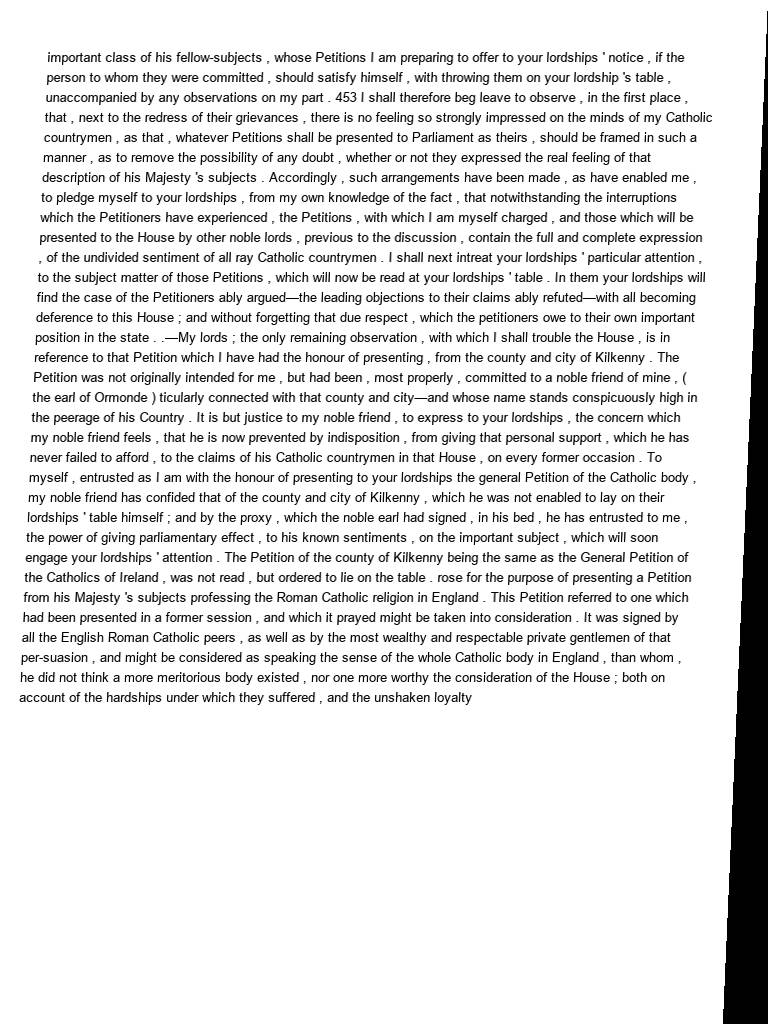 important class of his fellow-subjects , whose Petitions I am preparing to offer to your lordships ' notice , if the
person to whom they were committed , should satisfy himself , with throwing them on your lordship 's table ,
unaccompanied by any observations on my part . 453 I shall therefore beg leave to observe , in the first place ,
that , next to the redress of their grievances , there is no feeling so strongly impressed on the minds of my Catholic
countrymen , as that , whatever Petitions shall be presented to Parliament as theirs , should be framed in such a
manner , as to remove the possibility of any doubt , whether or not they expressed the real feeling of that
description of his Majesty 's subjects . Accordingly , such arrangements have been made , as have enabled me ,
to pledge myself to your lordships , from my own knowledge of the fact , that notwithstanding the interruptions
which the Petitioners have experienced , the Petitions , with which I am myself charged , and those which will be
presented to the House by other noble lords , previous to the discussion , contain the full and complete expression
, of the undivided sentiment of all ray Catholic countrymen . I shall next intreat your lordships ' particular attention ,
to the subject matter of those Petitions , which will now be read at your lordships ' table . In them your lordships will
find the case of the Petitioners ably argued—the leading objections to their claims ably refuted—with all becoming
deference to this House ; and without forgetting that due respect , which the petitioners owe to their own important
position in the state . .—My lords ; the only remaining observation , with which I shall trouble the House , is in
reference to that Petition which I have had the honour of presenting , from the county and city of Kilkenny . The
Petition was not originally intended for me , but had been , most properly , committed to a noble friend of mine , (
the earl of Ormonde ) ticularly connected with that county and city—and whose name stands conspicuously high in
the peerage of his Country . It is but justice to my noble friend , to express to your lordships , the concern which
my noble friend feels , that he is now prevented by indisposition , from giving that personal support , which he has
never failed to afford , to the claims of his Catholic countrymen in that House , on every former occasion . To
myself , entrusted as I am with the honour of presenting to your lordships the general Petition of the Catholic body ,
my noble friend has confided that of the county and city of Kilkenny , which he was not enabled to lay on their
lordships ' table himself ; and by the proxy , which the noble earl had signed , in his bed , he has entrusted to me ,
the power of giving parliamentary effect , to his known sentiments , on the important subject , which will soon
engage your lordships ' attention . The Petition of the county of Kilkenny being the same as the General Petition of
the Catholics of Ireland , was not read , but ordered to lie on the table . rose for the purpose of presenting a Petition
from his Majesty 's subjects professing the Roman Catholic religion in England . This Petition referred to one which
had been presented in a former session , and which it prayed might be taken into consideration . It was signed by
all the English Roman Catholic peers , as well as by the most wealthy and respectable private gentlemen of that
per-suasion , and might be considered as speaking the sense of the whole Catholic body in England , than whom ,
he did not think a more meritorious body existed , nor one more worthy the consideration of the House ; both on
account of the hardships under which they suffered , and the unshaken loyalty